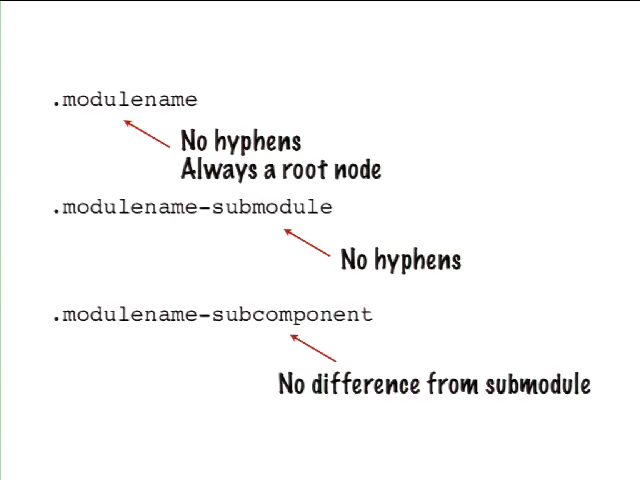 .modulename
No hyphens
Always a root node
.modulename-submodule
No hyphens
.modulename-subcomponent
No difference from submodule